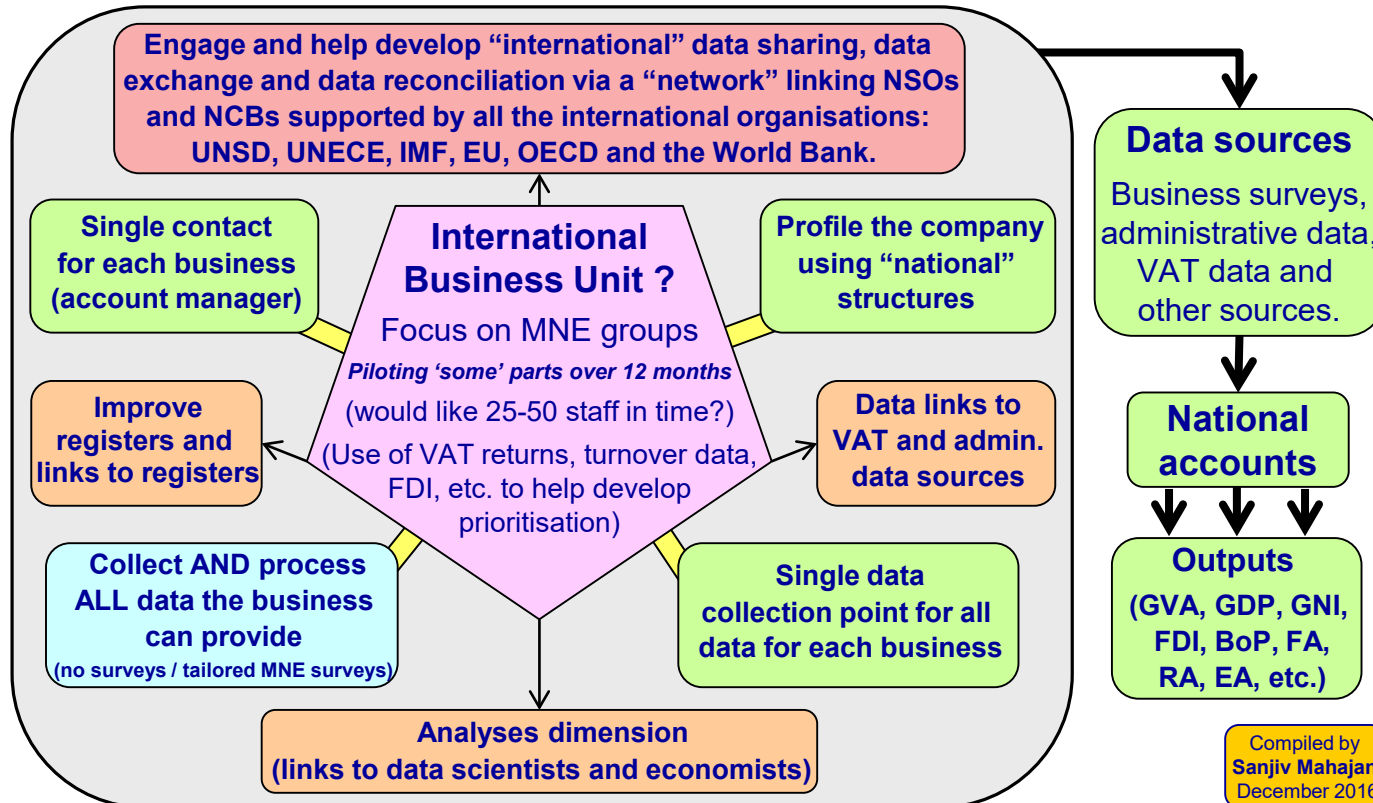 Engage and help develop “international” data sharing, data
exchange and data reconciliation via a “network” linking NSOs
and NCBs supported by all the international organisations:
UNSD, UNECE, IMF, EU, OECD and the World Bank.
Single contact
for each business
(account manager)
International
Business Unit ?
Focus on MNE groups
Piloting ‘some’ parts over 12 months
(would like 25-50 staff in time?)
(Use of VAT returns, turnover data,
FDI, etc. to help develop
prioritisation)
Profile the company
using “national”
structures
Improve
registers and
links to registers
Data links to
VAT and admin.
data sources
Collect AND process
ALL data the business
can provide
(no surveys / tailored MNE surveys)
Single data
collection point for all
data for each business
Analyses dimension
(links to data scientists and economists)
Data sources
Business surveys,
administrative data,
VAT data and
other sources.
National
accounts
Outputs
(GVA, GDP, GNI,
FDI, BoP, FA,
RA, EA, etc.)
Compiled by
Sanjiv Mahajan
December 2016